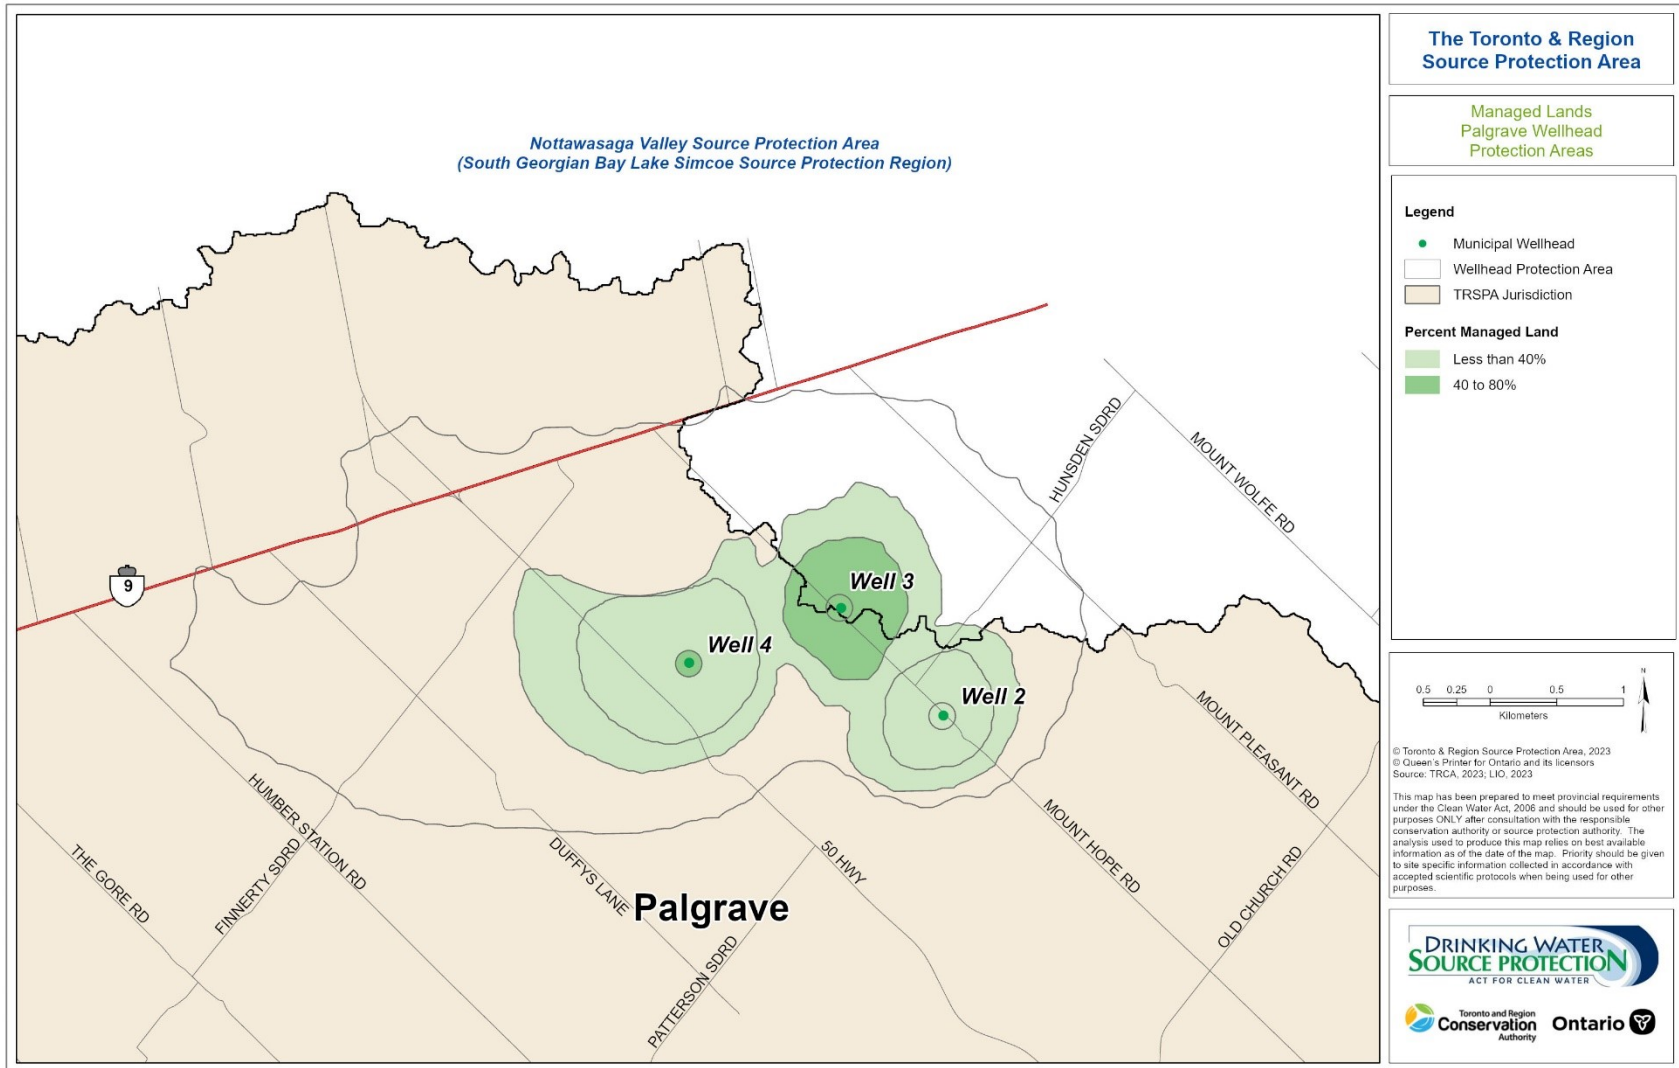 The Toronto & Region
Source Protection Area
Managed Lands
Palgrave Wellhead
Protection Areas
Nottawasaga Valley Source Protection Area
(South Georgian Bay Lake Simcoe Source Protection Region)
Legend
Municipal Wellhead
Wellhead Protection Area
TRSPA Jurisdiction
Percent Managed Land
Less than 40%
40 to 80%
HUNSDEN SDRD
MOUNT WOLFE RD
9
Well 3
Well 4
Well 2
MOUNT PLEASANT RD
HUMBER STATION RD
MOUNT HOPE RD
THE GORE RD
FINNERTY SDRD
DUFFYS LANE
50 HWY
OLD CHURCH RD
Palgrave
PATTERSON SDRD
0.5 0.25 0 0.5 1
Kilometers
N
© Toronto & Region Source Protection Area, 2023
© Queen's Printer for Ontario and its licensors
Source: TRCA, 2023; LIO, 2023
This map has been prepared to meet provincial requirements
under the Clean Water Act, 2006 and should be used for other
purposes ONLY after consultation with the responsible
conservation authority or source protection authority. The
analysis used to produce this map relies on best available
information as of the date of the map. Priority should be given
to site specific information collected in accordance with
accepted scientific protocols when being used for other
purposes.
DRINKING WATER
SOURCE PROTECTION
ACT FOR CLEAN WATER
Toronto and Region
Conservation
Authority
Ontario